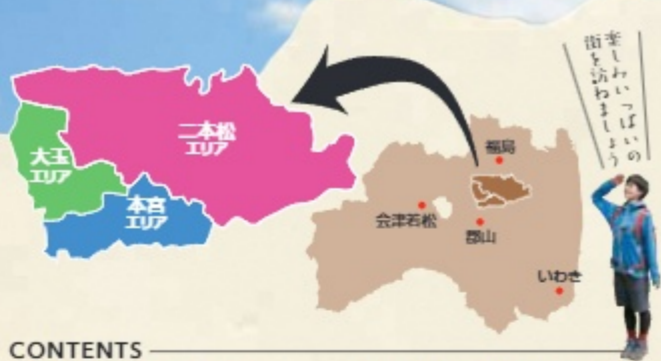 楽しみいっぱいの
街を訪ねましょう
二本松
エリア
大玉
エリア
本宮
エリア
福島
会津若松
郡山
いわき
CONTENTS